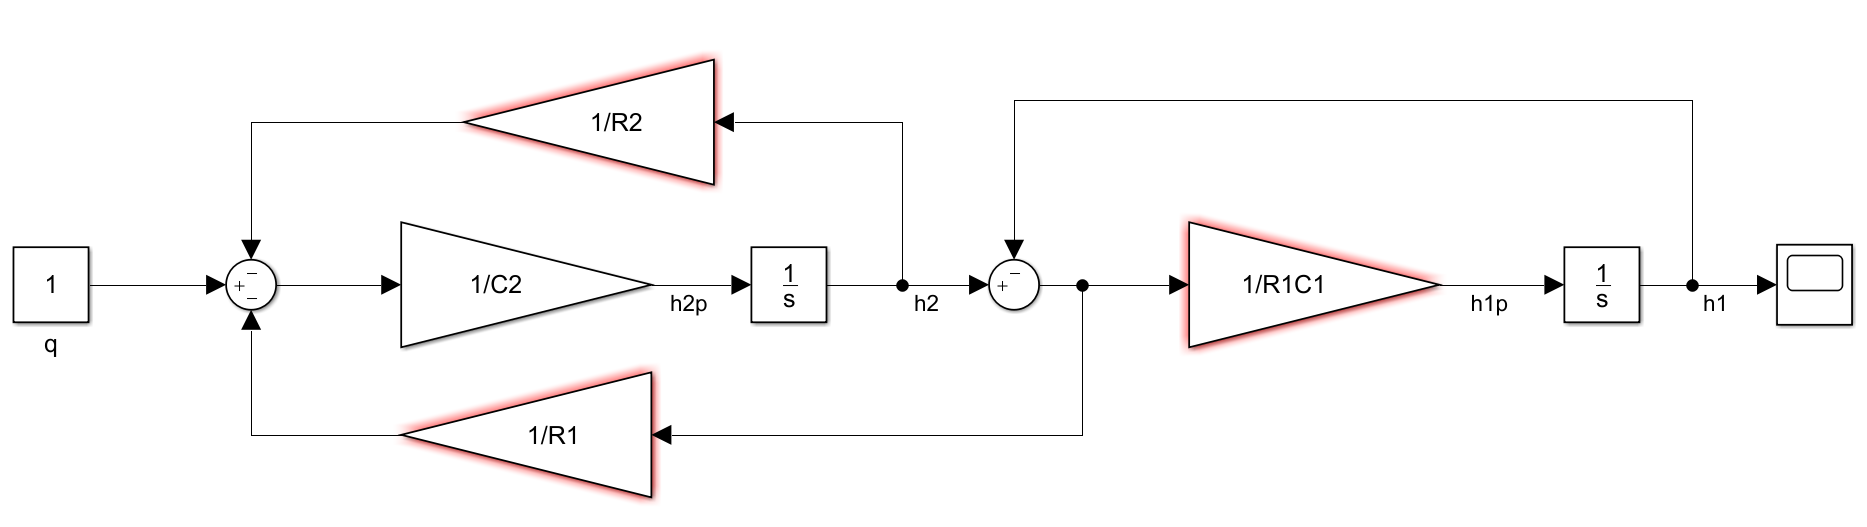 1/R2
1
q
−
+
−
1/C2
h2p
1
s
h2
−
+
1/R1C1
h1p
1
s
h1
1/R1